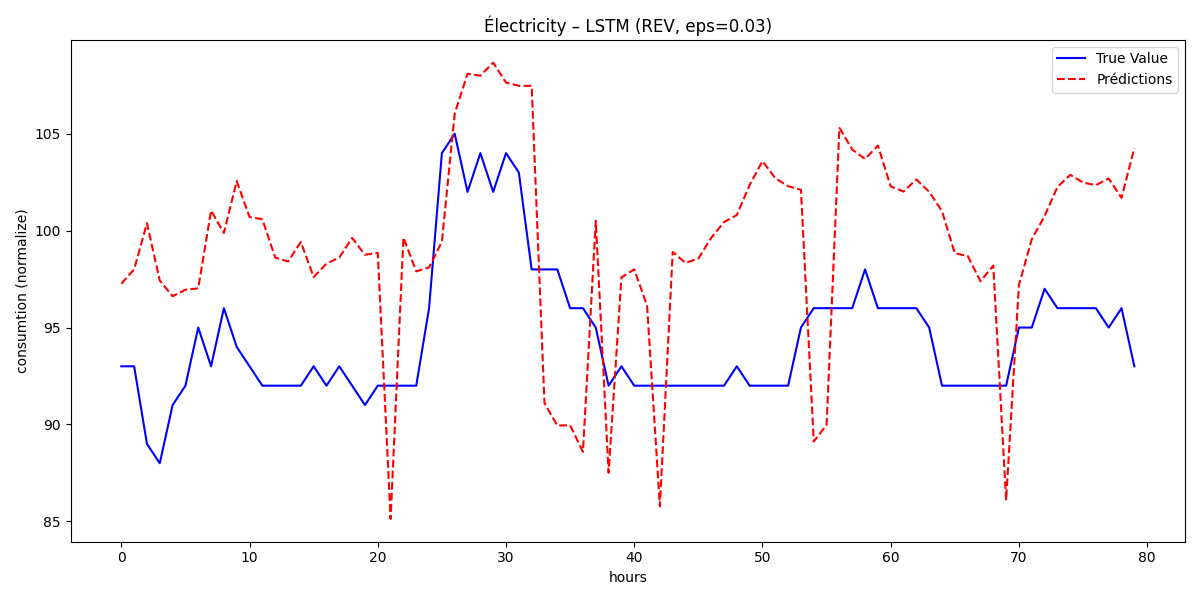 Électricity – LSTM (REV, eps=0.03)
True Value
Prédictions
consumtion (normalize)
105
100
95
90
85
0 10 20 30 40 50 60 70 80
hours